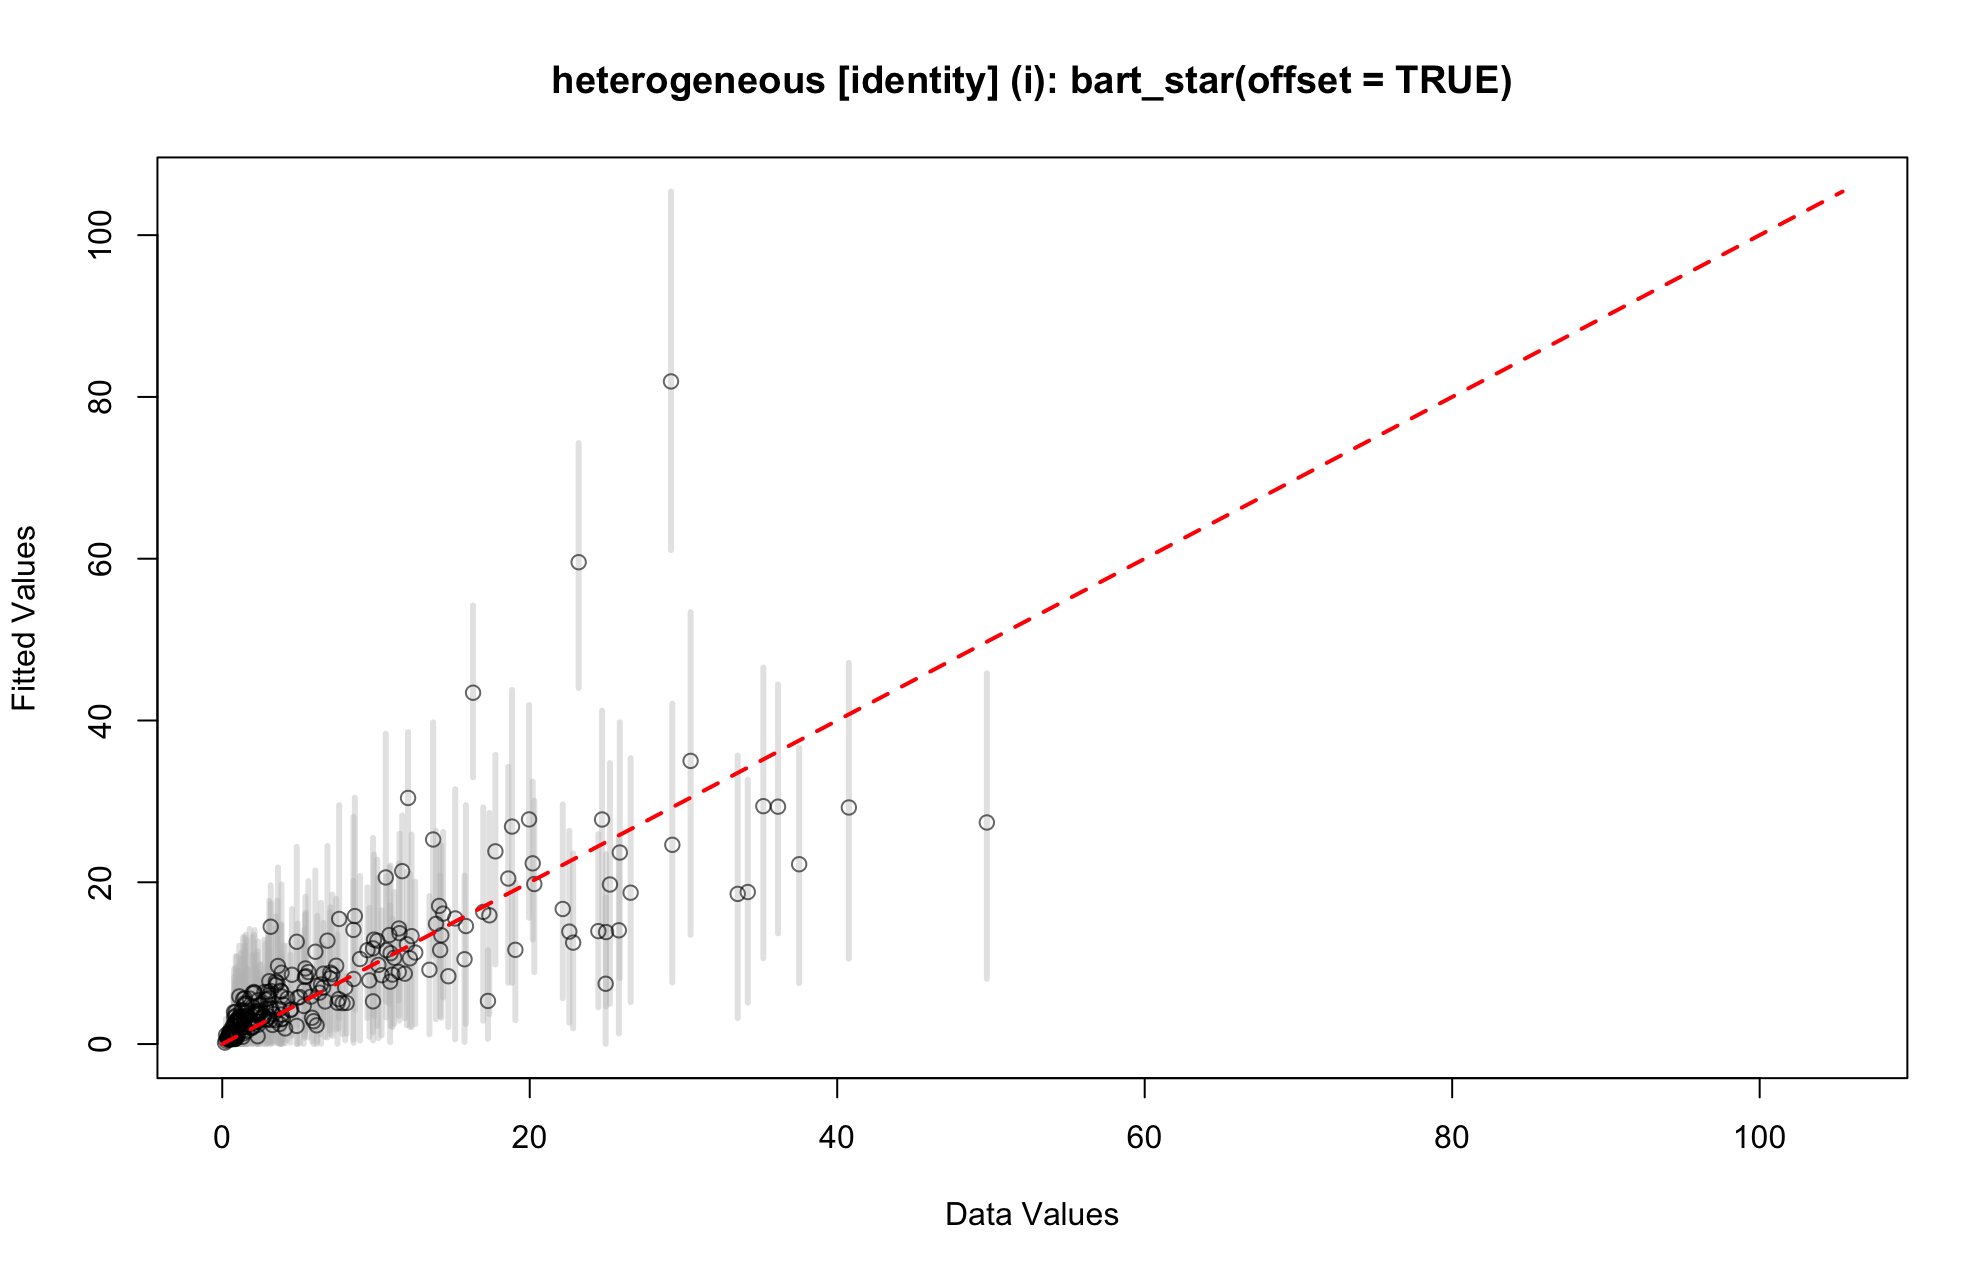 heterogeneous [identity] (i): bart_star(offset = TRUE)
Fitted Values
100
80
60
40
20
0
0 20 40 60 80 100
Data Values